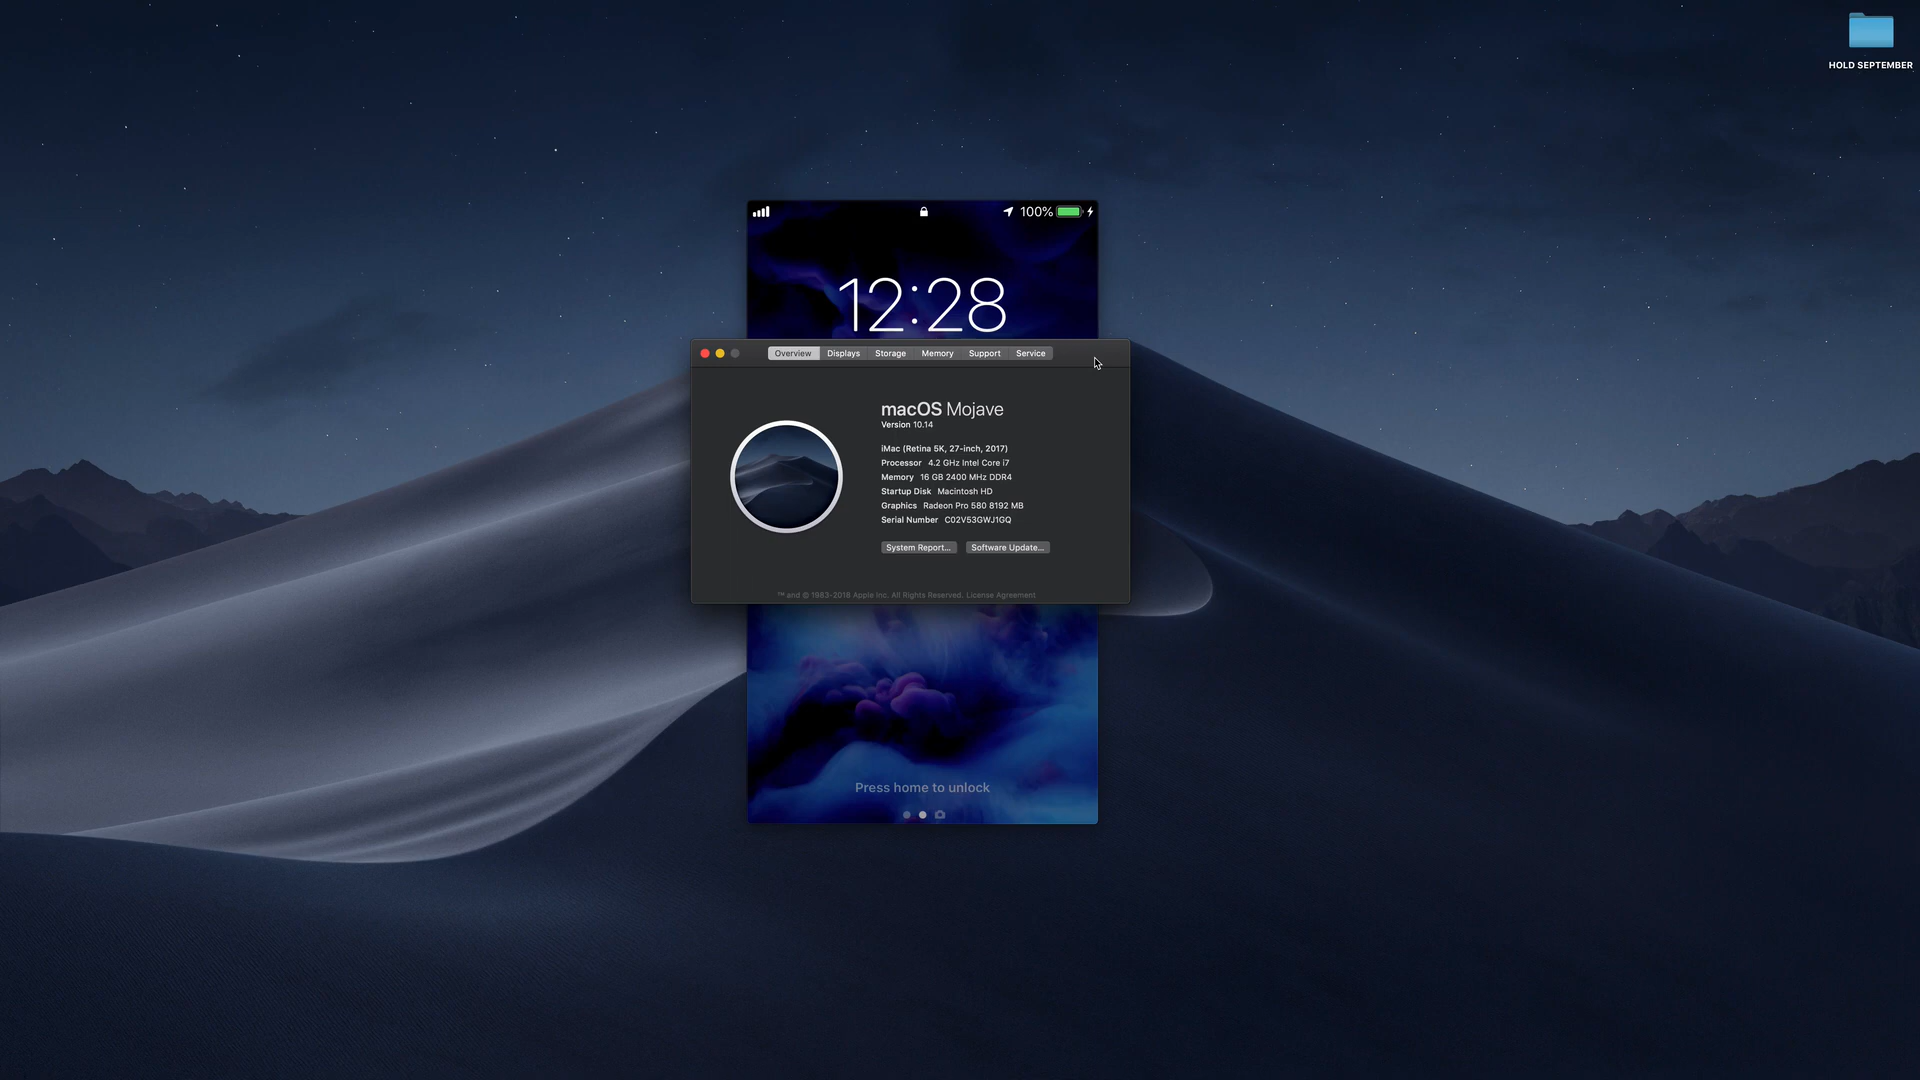 HOLD SEPTEMBER
100%
12:28
Overview Displays Storage Memory Support Service
macOS Mojave
Version 10.14
iMac (Retina 5K, 27-inch, 2017)
Processor 4.2 GHz Intel Core i7
Memory 16 GB 2400 MHz DDR4
Startup Disk Macintosh HD
Graphics Radeon Pro 580 8192 MB
Serial Number C02V53GWJ1GQ
System Report... Software Update...
™ and © 1983-2018 Apple Inc. All Rights Reserved. License Agreement
Press home to unlock